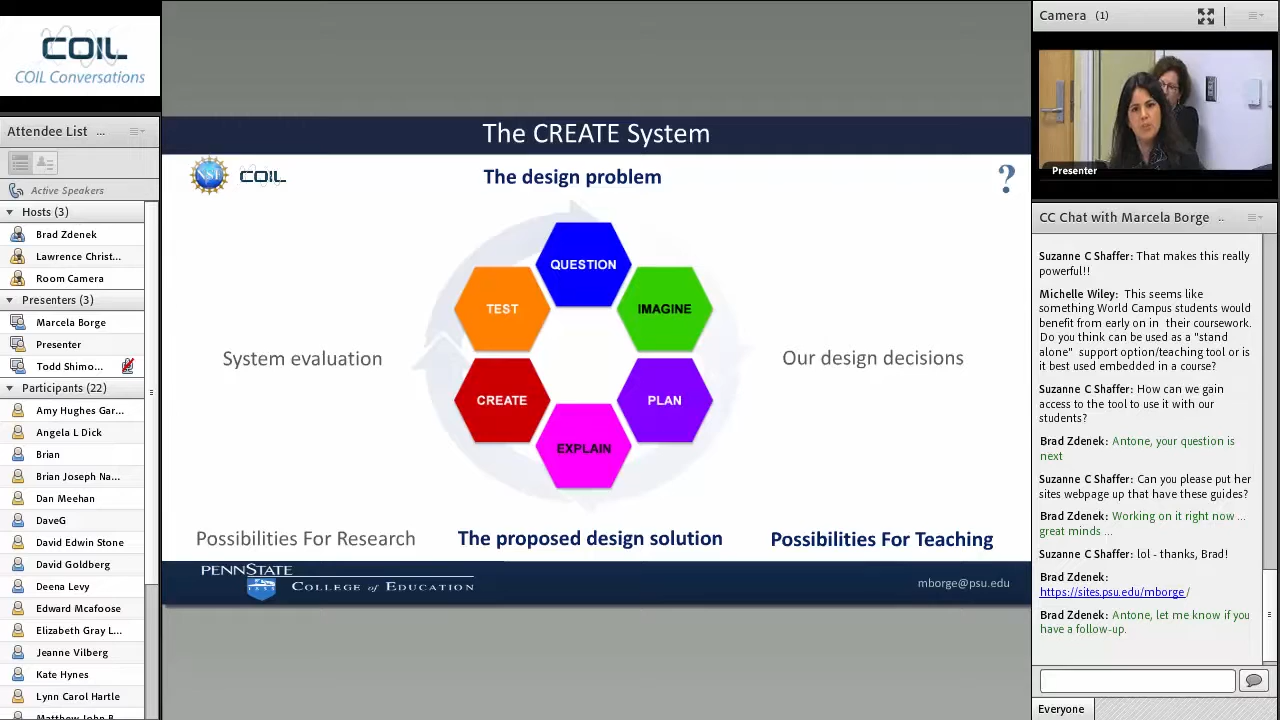 COIL
COIL Conversations
Attendee List ...
Active Speakers
Hosts (3)
Brad Zdenek
Lawrence Christ...
Room Camera
Presenters (3)
Marcela Borge
Presenter
Todd Shimo...
Participants (22)
Amy Hughes Gar...
Angela L Dick
Brian
Brian Joseph Na...
Dan Meehan
DaveG
David Edwin Stone
David Goldberg
Deena Levy
Edward Mcafoose
Elizabeth Gray L...
Jeanne Vilberg
Kate Hynes
Lynn Carol Hartle
Matthew John B
The CREATE System
NSF
COIL
The design problem
?
QUESTION
TEST
IMAGINE
System evaluation
Our design decisions
CREATE
PLAN
EXPLAIN
Possibilities For Research
The proposed design solution
Possibilities For Teaching
PENNSTATE
College of Education
mborge@psu.edu
Camera (1)
Presenter
CC Chat with Marcela Borge ..
Suzanne C Shaffer: That makes this really
powerful!!
Michelle Wiley: This seems like
something World Campus students would
benefit from early on in their coursework.
Do you think can be used as a "stand
alone" support option/teaching tool or is
it best used embedded in a course?
Suzanne C Shaffer: How can we gain
access to the tool to use it with our
students?
Brad Zdenek: Antone, your question is
next
Suzanne C Shaffer: Can you please put her
sites webpage up that have these guides?
Brad Zdenek: Working on it right now ...
great minds ...
Suzanne C Shaffer: lol - thanks, Brad!
Brad Zdenek:
https://sites.psu.edu/mborge/
Brad Zdenek: Antone, let me know if you
have a follow-up.
Everyone